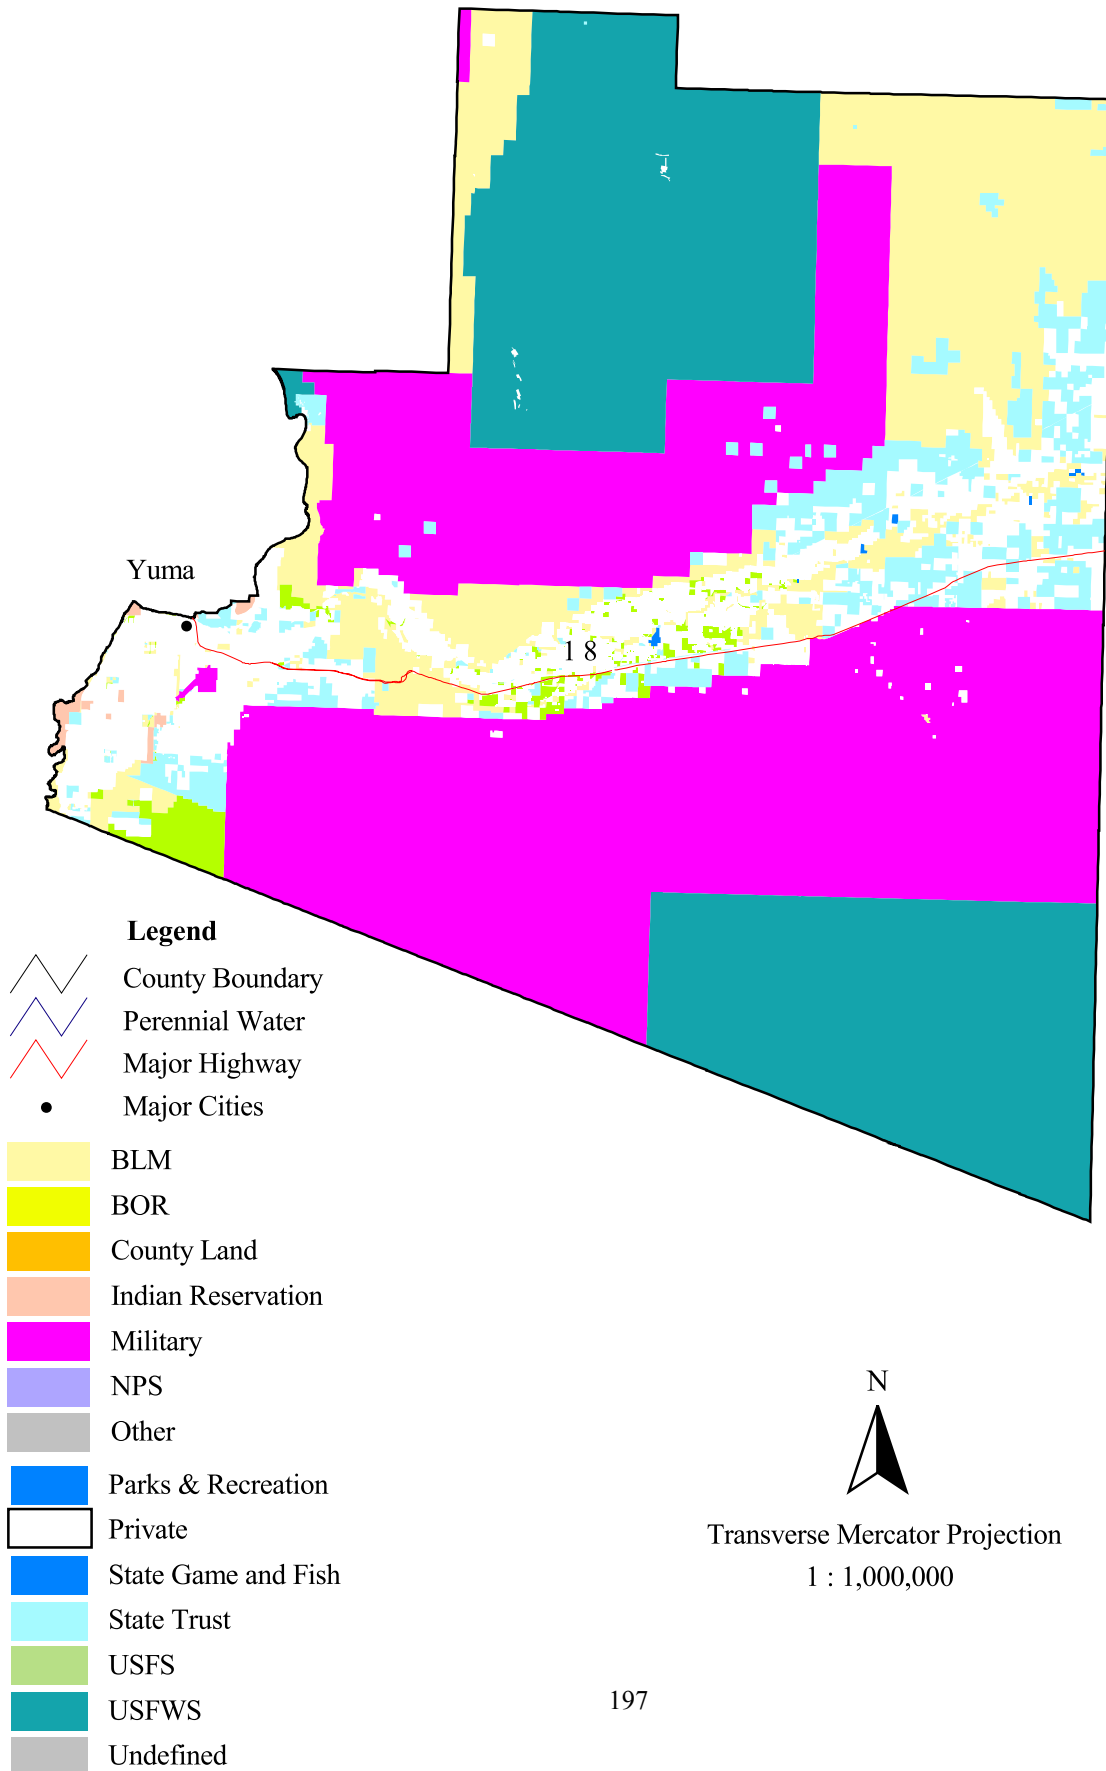 Yuma
18
Legend
County Boundary
Perennial Water
Major Highway
Major Cities
BLM
BOR
County Land
Indian Reservation
Military
NPS
Other
Parks & Recreation
Private
State Game and Fish
State Trust
USFS
USFWS
Undefined
N
Transverse Mercator Projection
1 : 1,000,000
197